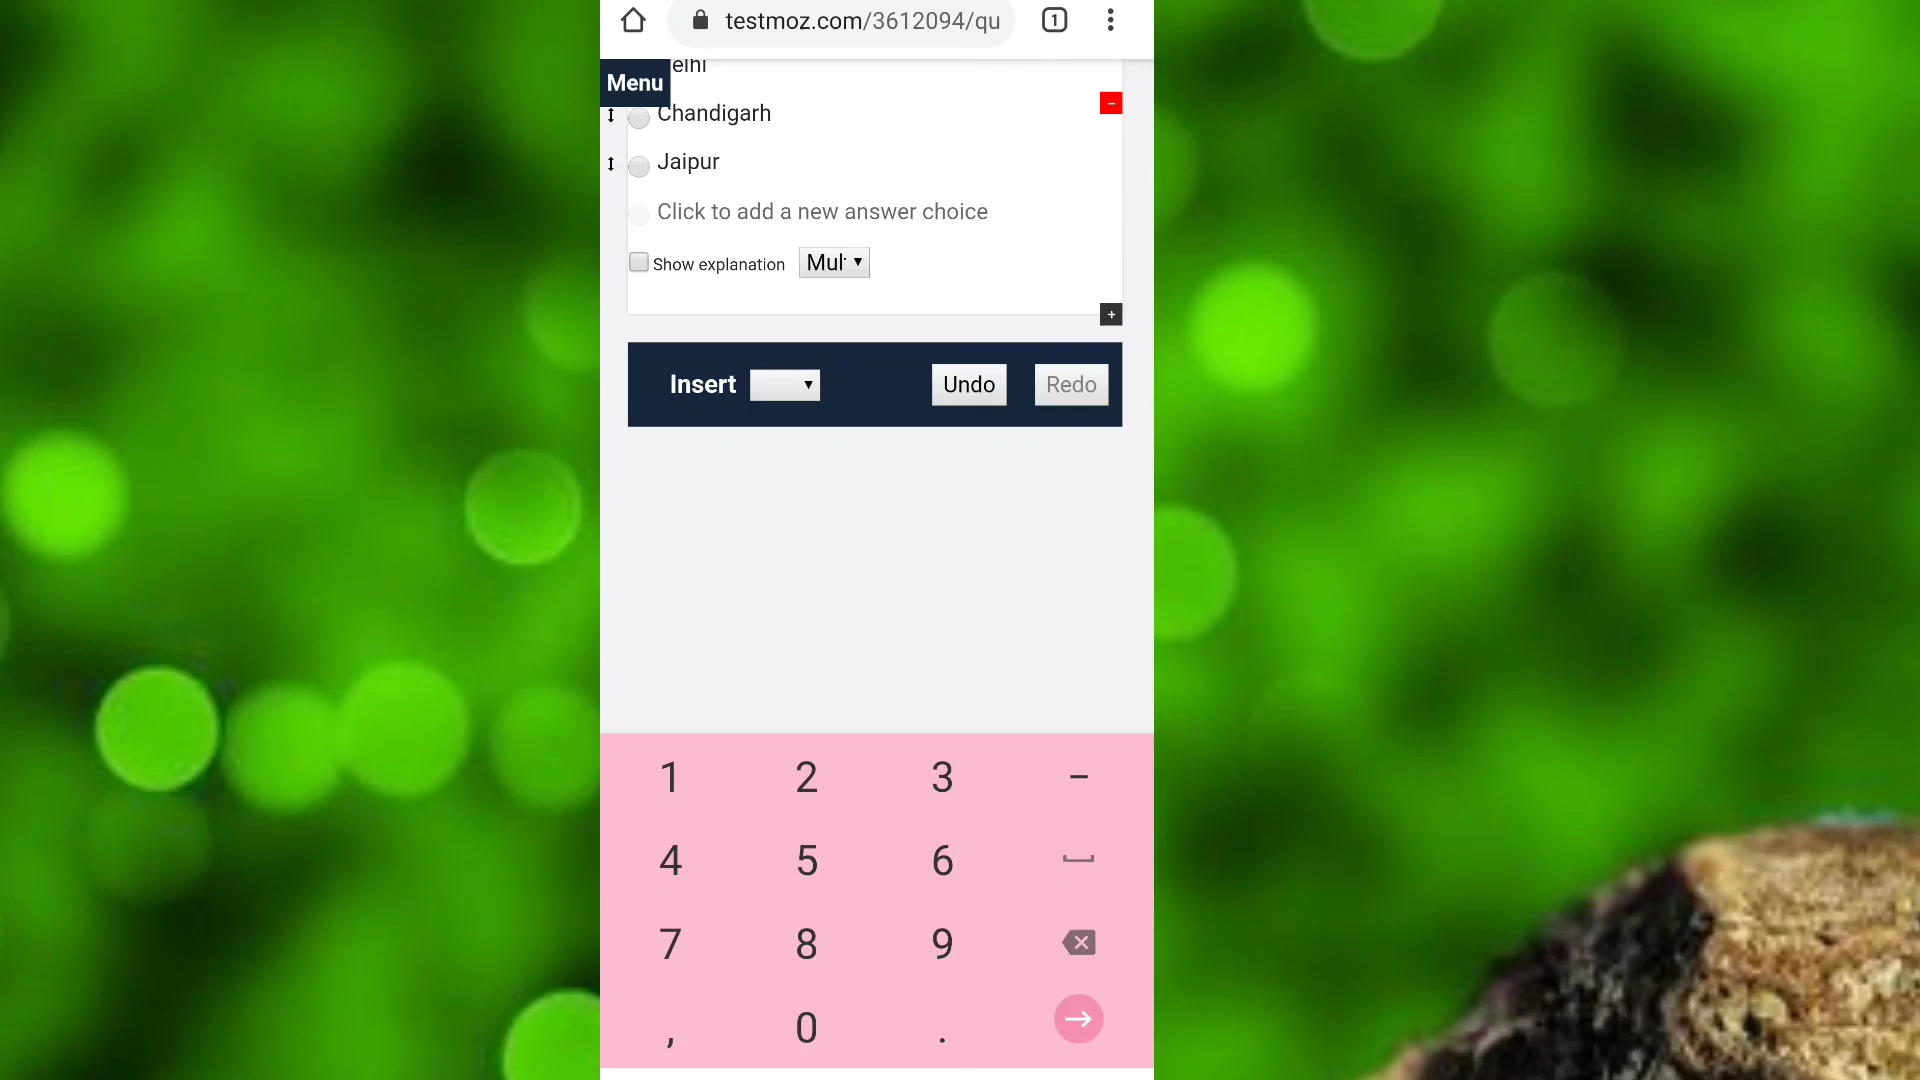 testmoz.com/3612094/qu
1
elhi
Menu
Chandigarh
Jaipur
Click to add a new answer choice
Show explanation
Mul
Insert
Undo
Redo
1 2 3 -
4 5 6
7 8 9
, 0 .